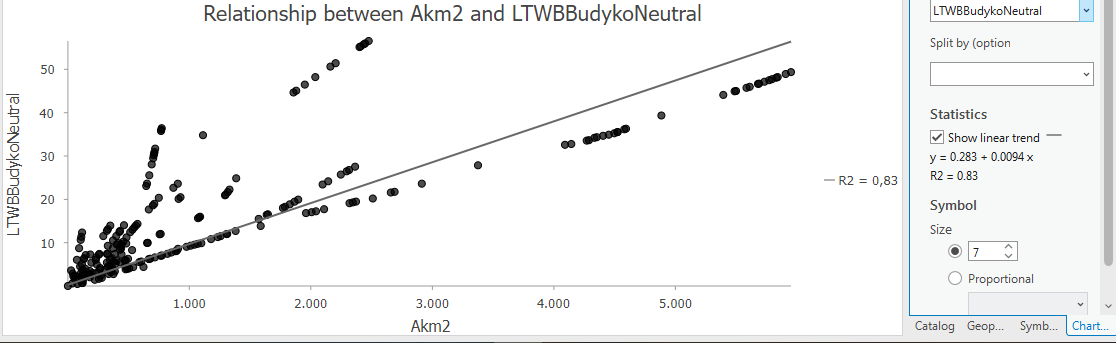 Relationship between Akm2 and LTWBBudykoNeutral
LTWBBudykoNeutral
50
40
30
20
10
1.000
2.000
3.000
4.000
5.000
Akm2
R2 = 0,83
LTWBBudykoNeutral
Split by (option
Statistics
Show linear trend
y = 0.283 + 0.0094 x
R2 = 0.83
Symbol
Size
7
Proportional
Catalog Geop... Symb... Chart...